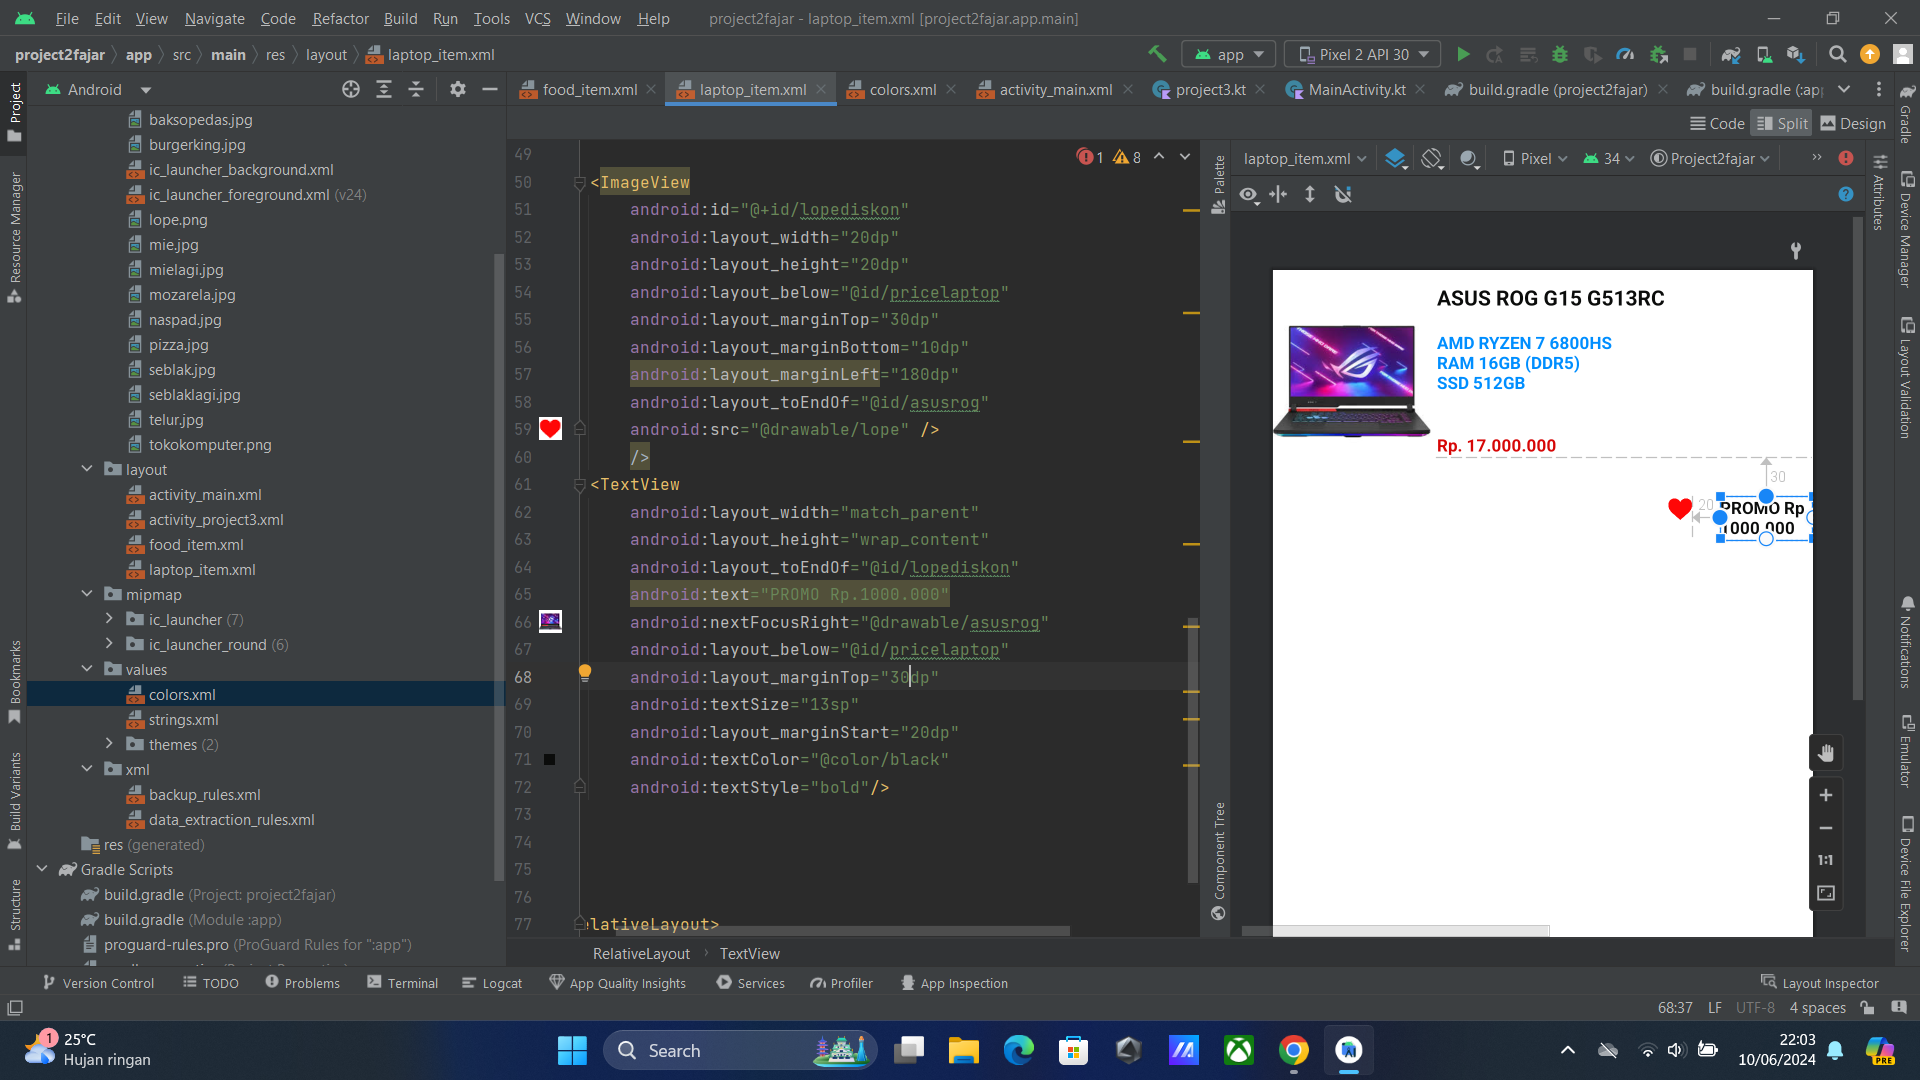 File Edit View Navigate Code Refactor Build Run Tools VCS Window Help project2fajar - laptop_item.xml [project2fajar.app.main]
project2fajar app src main res layout laptop_item.xml app Pixel 2 API 30
Android food_item.xml laptop_item.xml colors.xml activity_main.xml project3.kt MainActivity.kt build.gradle (project2fajar) build.gradle (:app
Code Split Design
Project
Resource Manager
Bookmarks
Build Variants
Structure
baksopedas.jpg
burgerking.jpg
ic_launcher_background.xml
ic_launcher_foreground.xml (v24)
lope.png
mie.jpg
mielagi.jpg
mozarela.jpg
naspad.jpg
pizza.jpg
seblak.jpg
seblaklagi.jpg
telur.jpg
tokokomputer.png
layout
activity_main.xml
activity_project3.xml
food_item.xml
laptop_item.xml
mipmap
ic_launcher (7)
ic_launcher_round (6)
values
colors.xml
strings.xml
themes (2)
xml
backup_rules.xml
data_extraction_rules.xml
res (generated)
Gradle Scripts
build.gradle (Project: project2fajar)
build.gradle (Module :app)
proguard-rules.pro (ProGuard Rules for ":app")
1 8
49
50 <ImageView
51 android:id="@+id/lopediskon"
52 android:layout_width="20dp"
53 android:layout_height="20dp"
54 android:layout_below="@id/pricelaptop"
55 android:layout_marginTop="30dp"
56 android:layout_marginBottom="10dp"
57 android:layout_marginLeft="180dp"
58 android:layout_toEndOf="@id/asusrog"
59 android:src="@drawable/lope" />
60 />
61 <TextView
62 android:layout_width="match_parent"
63 android:layout_height="wrap_content"
64 android:layout_toEndOf="@id/lopediskon"
65 android:text="PROMO Rp.1000.000"
66 android:nextFocusRight="@drawable/asusrog"
67 android:layout_below="@id/pricelaptop"
68 android:layout_marginTop="30dp"
69 android:textSize="13sp"
70 android:layout_marginStart="20dp"
71 android:textColor="@color/black"
72 android:textStyle="bold"/>
73
74
75
76
77 elativeLayout>
RelativeLayout TextView
Palette
Component Tree
laptop_item.xml Pixel 34 Project2fajar
ASUS ROG G15 G513RC
AMD RYZEN 7 6800HS
RAM 16GB (DDR5)
SSD 512GB
Rp. 17.000.000
30
20
PROMO Rp
1000.000
1:1
Attributes
Gradle
Device Manager
Layout Validation
Notifications
Emulator
Device File Explorer
Version Control TODO Problems Terminal Logcat App Quality Insights Services Profiler App Inspection Layout Inspector
68:37 LF UTF-8 4 spaces
1
25°C
Hujan ringan
Search
22:03
10/06/2024
PRE